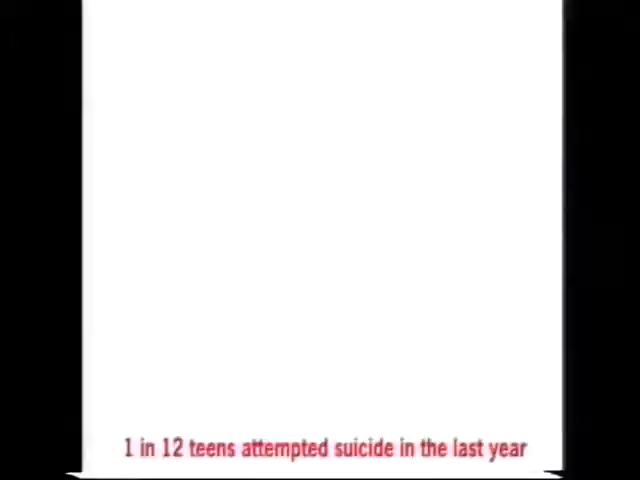 1 in 12 teens attempted suicide in the last year